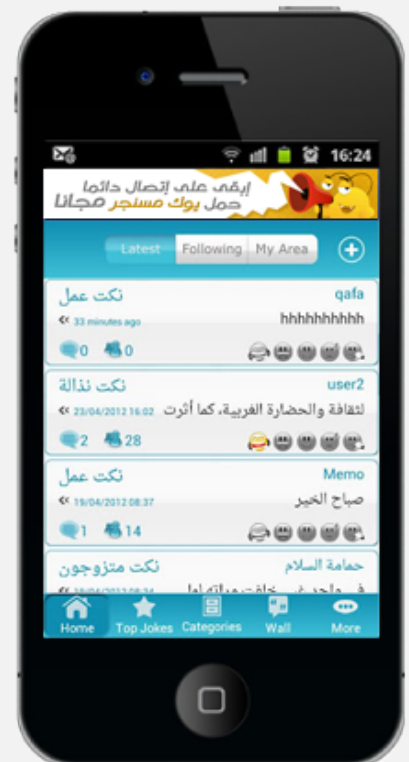 16:24
إبقى على إتصال دائما
حمل بوك مسنجر مجانا
Latest Following My Area
qafa نكت عمل
hhhhhhhhhh 33 minutes ago
0 0
user2 نكت نذالة
لثقافة والحضارة الغربية، كما أثرت 23/04/2012 16:02
2 28
Memo نكت عمل
صباح الخير 19/04/2012 08:37
1 14
حمامة السلام نكت متزوجون
Home Top Jokes Categories Wall More